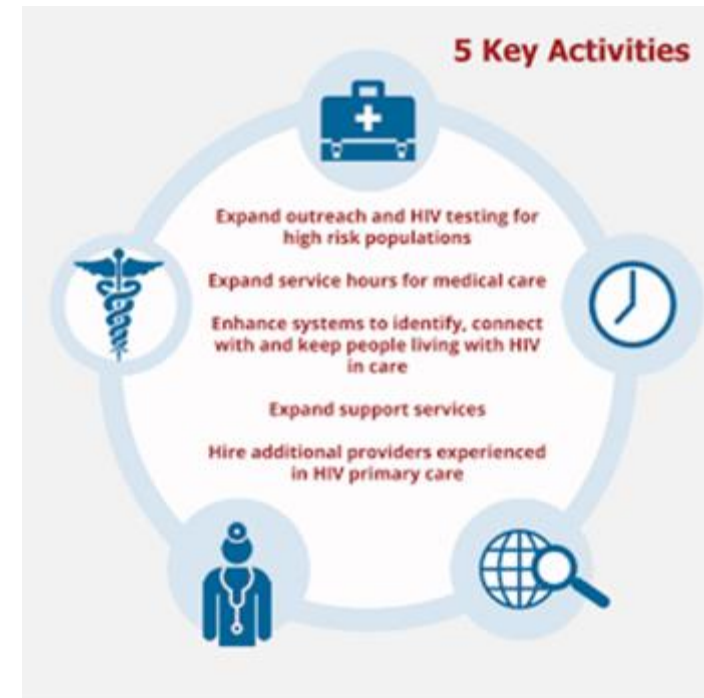 5 Key Activities
Expand outreach and HIV testing for
high risk populations
Expand service hours for medical care
Enhance systems to identify, connect
with and keep people living with HIV
in care
Expand support services
Hire additional providers experienced
in HIV primary care